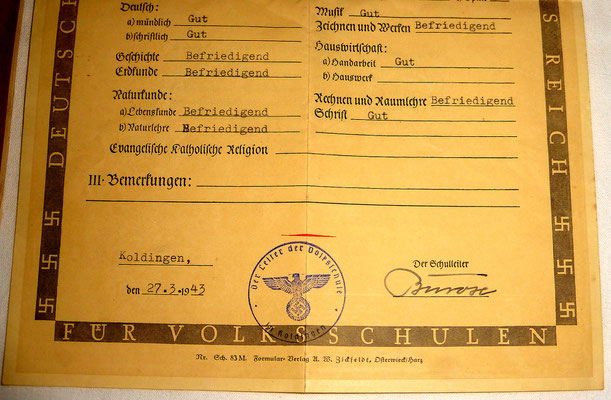 Deutsch:
a) mündlich Gut
b) schriftlich Gut
Geschichte Befriedigend
Erdkunde Befriedigend
Naturkunde:
a) Lebenskunde Befriedigend
b) Naturlehre Befriedigend
Evangelische Katholische Religion
Musik Gut
Zeichnen und Werken Befriedigend
Hauswirtschaft:
a) Handarbeit Gut
b) Hauswerk
Rechnen und Raumlehre Befriedigend
Schrift Gut
III. Bemerkungen:
Koldingen,
den 27.3.1943
Der Leiter der Volksschule
in Koldingen
Der Schulleiter
DEUTSCH
S REICH
FÜR VOLKSSCHULEN
Nr. Sch. 83 M. Formular-Verlag A. W. Zickfeldt, Osterwieck/Harz